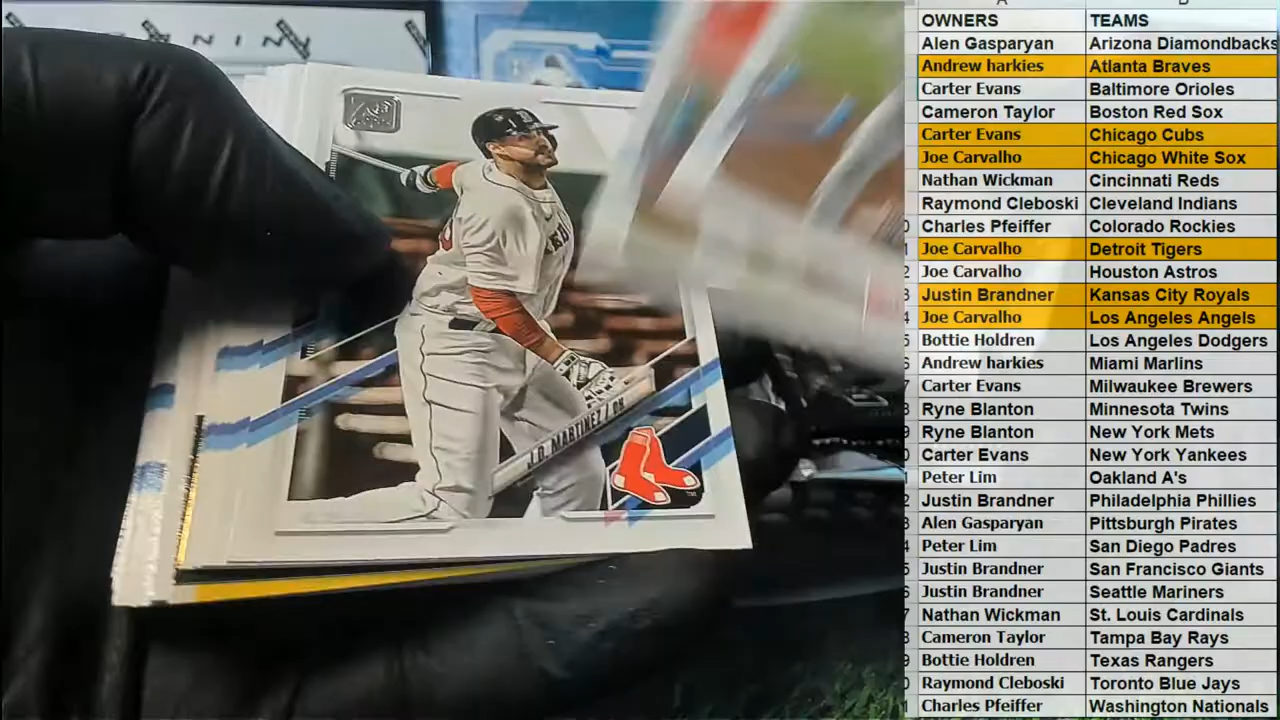 OWNERS TEAMS
Alen Gasparyan Arizona Diamondbacks
Andrew harkies Atlanta Braves
Carter Evans Baltimore Orioles
Cameron Taylor Boston Red Sox
Carter Evans Chicago Cubs
Joe Carvalho Chicago White Sox
Nathan Wickman Cincinnati Reds
Raymond Cleboski Cleveland Indians
Charles Pfeiffer Colorado Rockies
Joe Carvalho Detroit Tigers
Joe Carvalho Houston Astros
Justin Brandner Kansas City Royals
Joe Carvalho Los Angeles Angels
Bottie Holdren Los Angeles Dodgers
Andrew harkies Miami Marlins
Carter Evans Milwaukee Brewers
Ryne Blanton Minnesota Twins
Ryne Blanton New York Mets
Carter Evans New York Yankees
Peter Lim Oakland A's
Justin Brandner Philadelphia Phillies
Alen Gasparyan Pittsburgh Pirates
Peter Lim San Diego Padres
Justin Brandner San Francisco Giants
Justin Brandner Seattle Mariners
Nathan Wickman St. Louis Cardinals
Cameron Taylor Tampa Bay Rays
Bottie Holdren Texas Rangers
Raymond Cleboski Toronto Blue Jays
Charles Pfeiffer Washington Nationals
J.D. MARTINEZ / DH